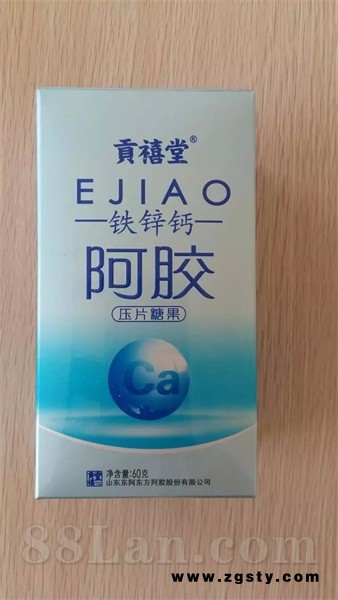 貢禧堂®
EJIAO
铁锌钙
阿胶
压片糖果
Ca
净含量:60克
山东东阿东方阿胶股份有限公司
88Lan.com
www.zgsty.com